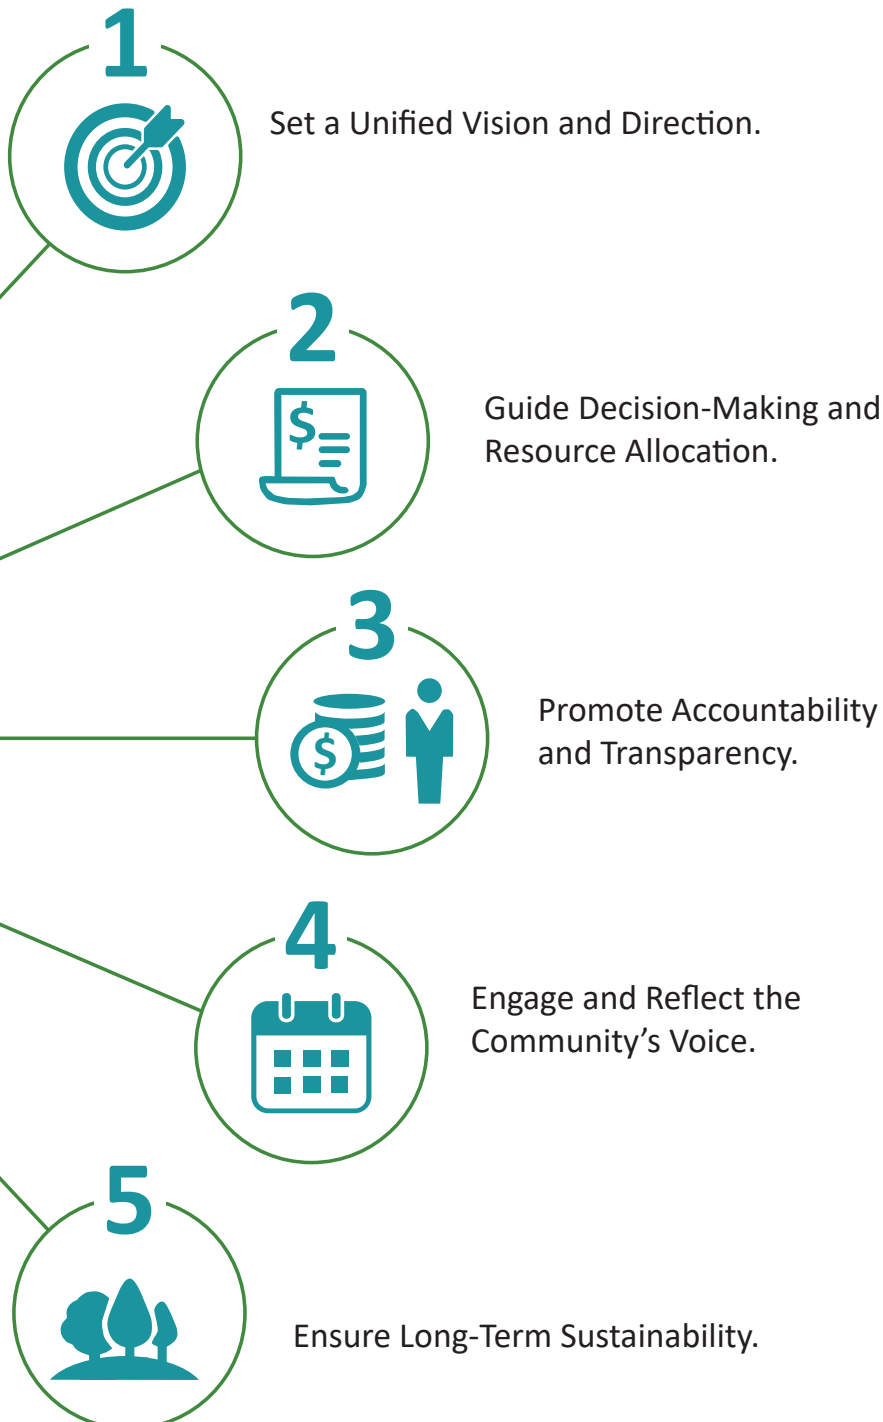 1
Set a Unified Vision and Direction.
2
$
Guide Decision-Making and
Resource Allocation.
3
$
Promote Accountability
and Transparency.
4
Engage and Reflect the
Community’s Voice.
5
Ensure Long-Term Sustainability.